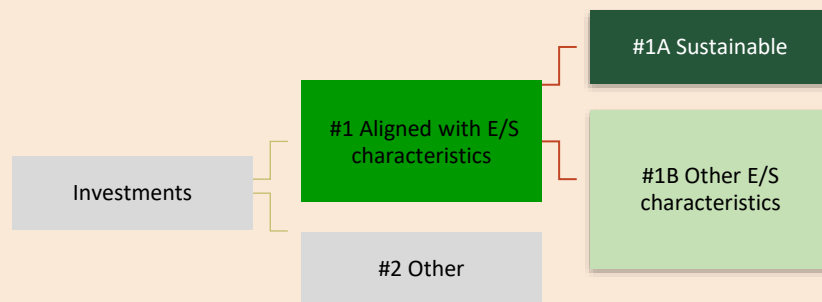 #1A Sustainable
#1 Aligned with E/S
characteristics
#1B Other E/S
characteristics
Investments
#2 Other